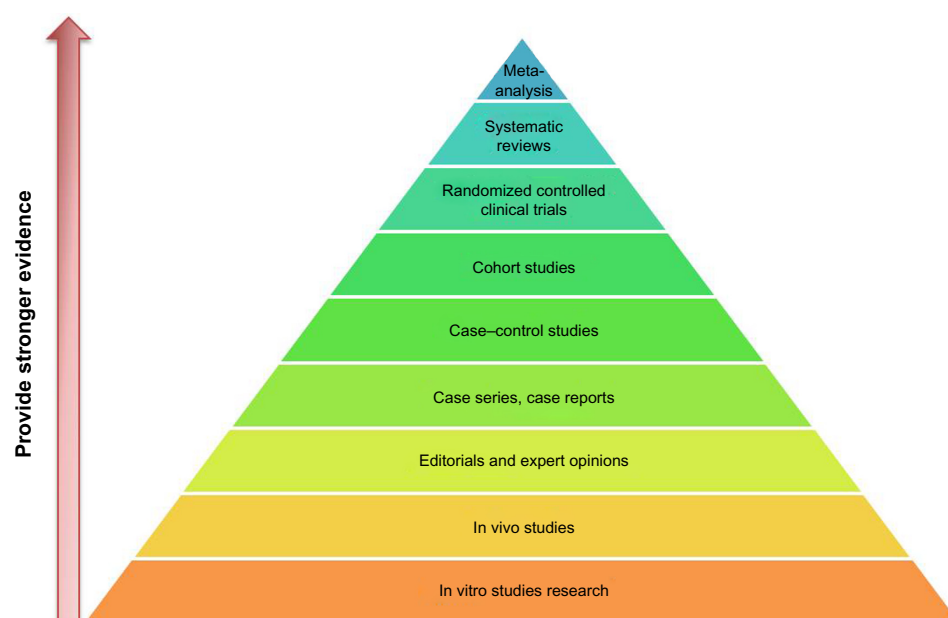 Provide stronger evidence
Meta-
analysis
Systematic
reviews
Randomized controlled
clinical trials
Cohort studies
Case–control studies
Case series, case reports
Editorials and expert opinions
In vivo studies
In vitro studies research